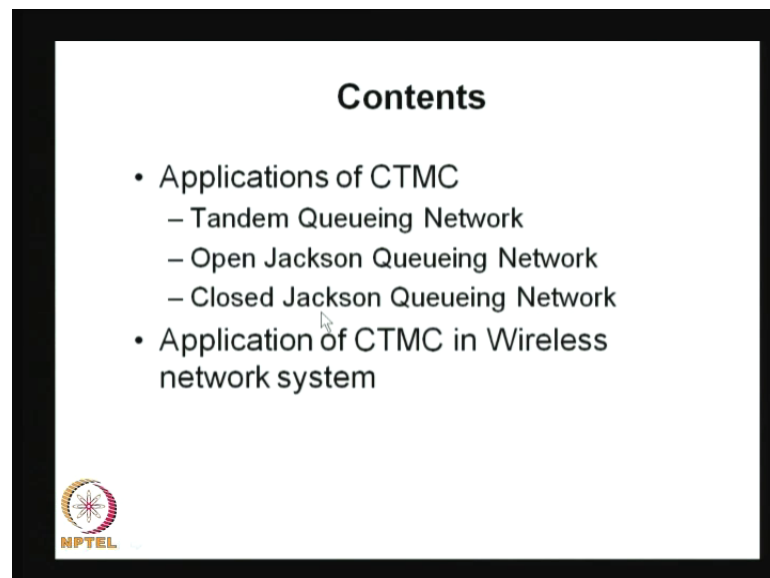 Contents
• Applications of CTMC
– Tandem Queueing Network
– Open Jackson Queueing Network
– Closed Jackson Queueing Network
• Application of CTMC in Wireless
network system
NPTEL